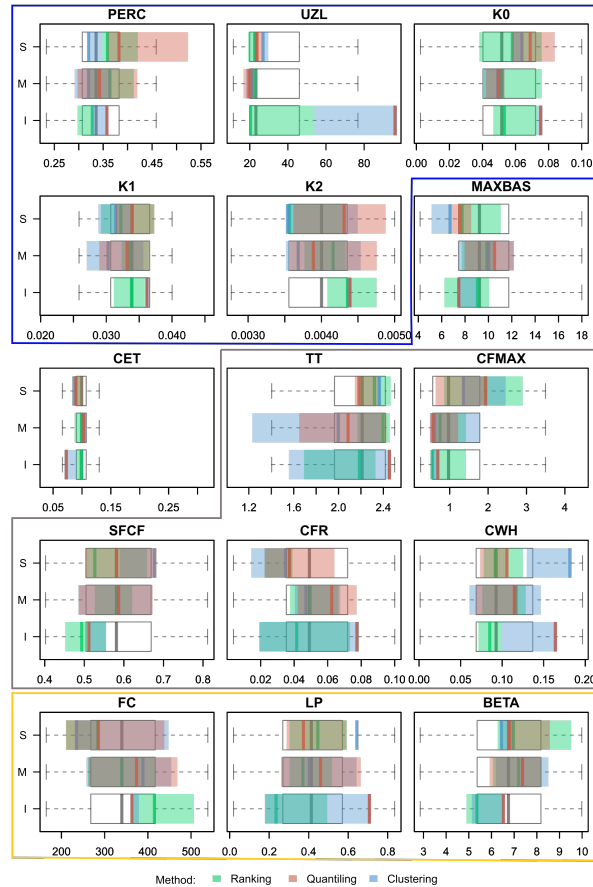 PERC UZL K0
S
M
I
0.25 0.35 0.45 0.55 20 40 60 80 0.00 0.02 0.04 0.06 0.08 0.10
K1 K2 MAXBAS
S
M
I
0.020 0.030 0.040 0.003 0.004 0.005 4 6 8 10 12 14 16 18
CET TT CFMAX
S
M
I
0.05 0.15 0.25 1.2 1.6 2.0 2.4 1 2 3 4
SFCF CFR CWH
S
M
I
0.4 0.5 0.6 0.7 0.8 0.02 0.04 0.06 0.08 0.10 0.00 0.05 0.10 0.15 0.20
FC LP BETA
S
M
I
200 300 400 500 0.0 0.2 0.4 0.6 0.8 3 4 5 6 7 8 9 10
Method: Ranking Quantiling Clustering